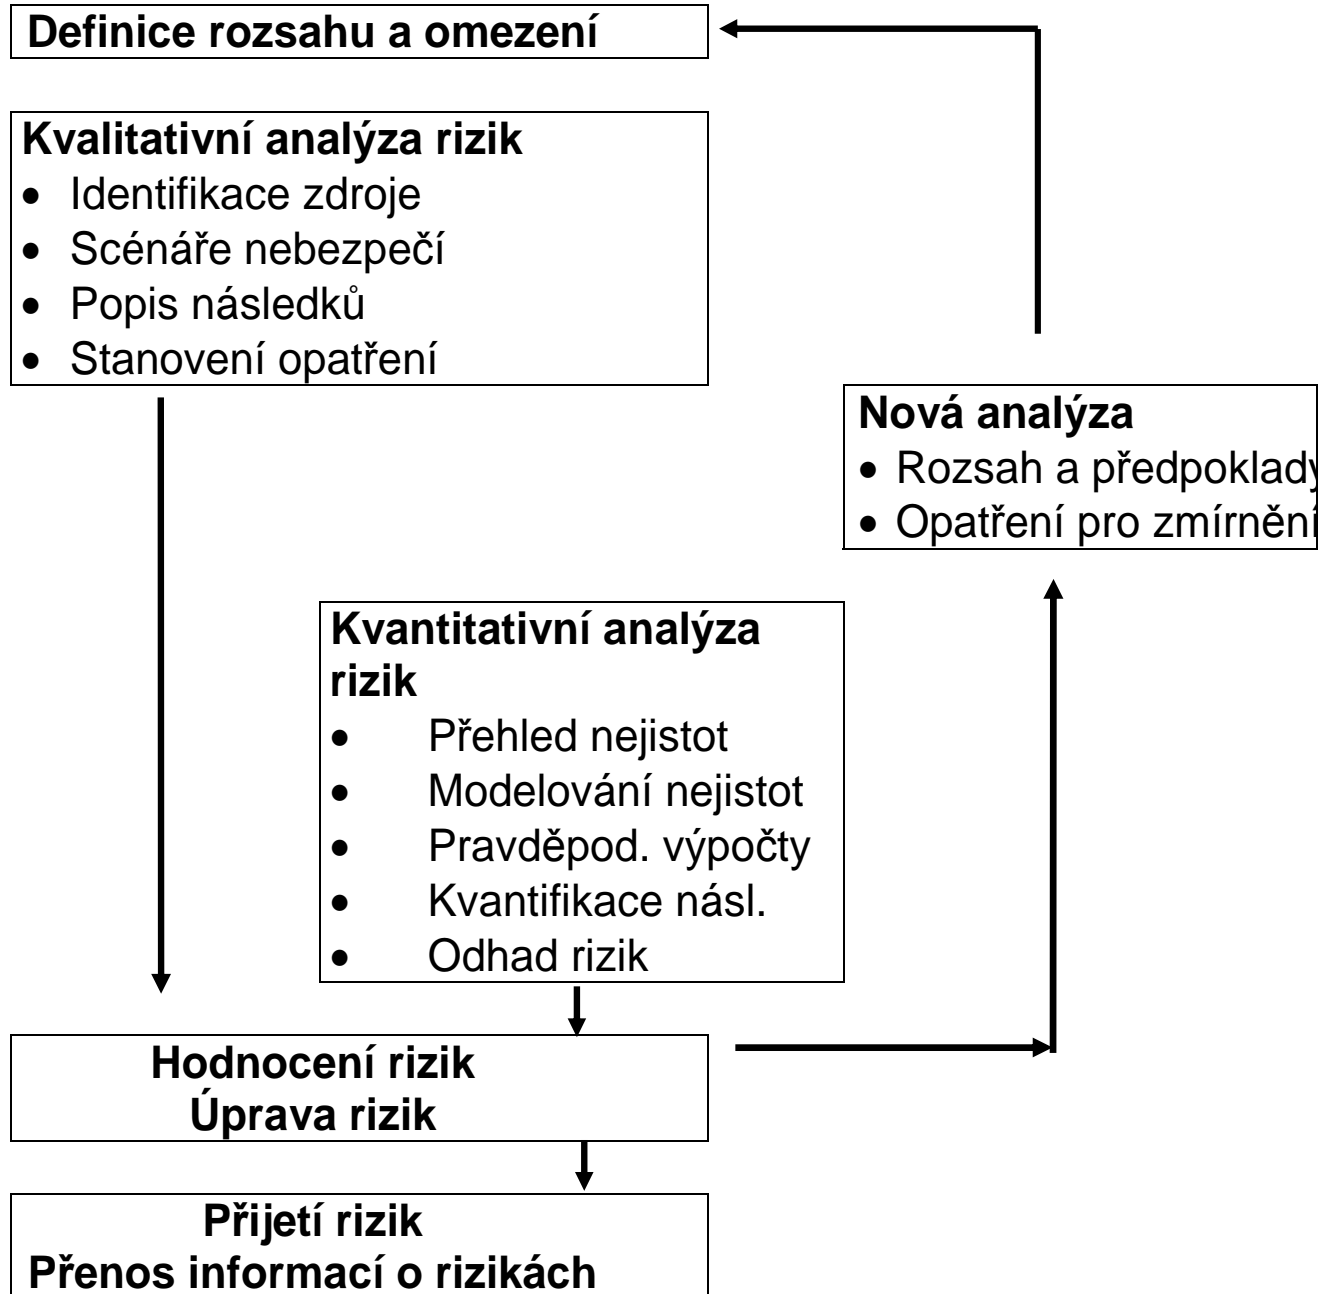 Definice rozsahu a omezení
Kvalitativní analýza rizik
• Identifikace zdroje
• Scénáře nebezpečí
• Popis následků
• Stanovení opatření
Nová analýza
• Rozsah a předpoklady
• Opatření pro zmírnění
Kvantitativní analýza
rizik
• Přehled nejistot
• Modelování nejistot
• Pravděpod. výpočty
• Kvantifikace násl.
• Odhad rizik
Hodnocení rizik
Úprava rizik
Přijetí rizik
Přenos informací o rizikách